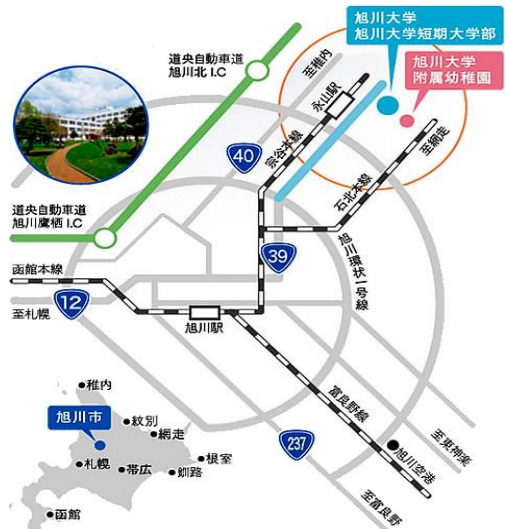 旭川大学
旭川大学短期大学部
旭川大学
附属幼稚園
道央自動車道
旭川北 I.C
至稚内
永山駅
宗谷本線
40
至網走
石北本線
道央自動車道
旭川鷹栖 I.C
39
旭川環状一号線
函館本線
12
至札幌
旭川駅
富良野線
237
旭川空港
至東神楽
至富良野
稚内
旭川市
紋別
網走
札幌
帯広
根室
釧路
函館